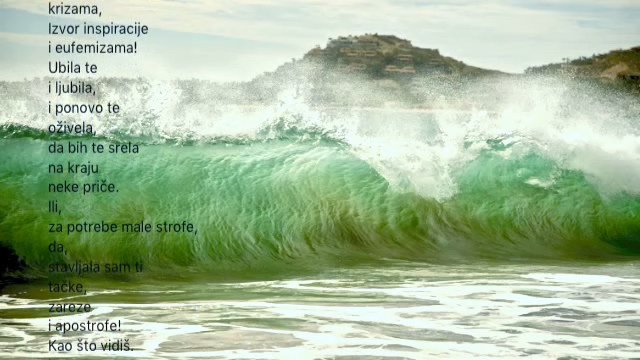 krizama,
Izvor inspiracije
i eufemizama!
Ubila te
i ljubila,
i ponovo te
oživela,
da bih te srela
na kraju
neke priče.
Ili,
za potrebe male strofe,
da,
stavljala sam ti
tačke,
zareze
i apostrofe!
Kao što vidiš.